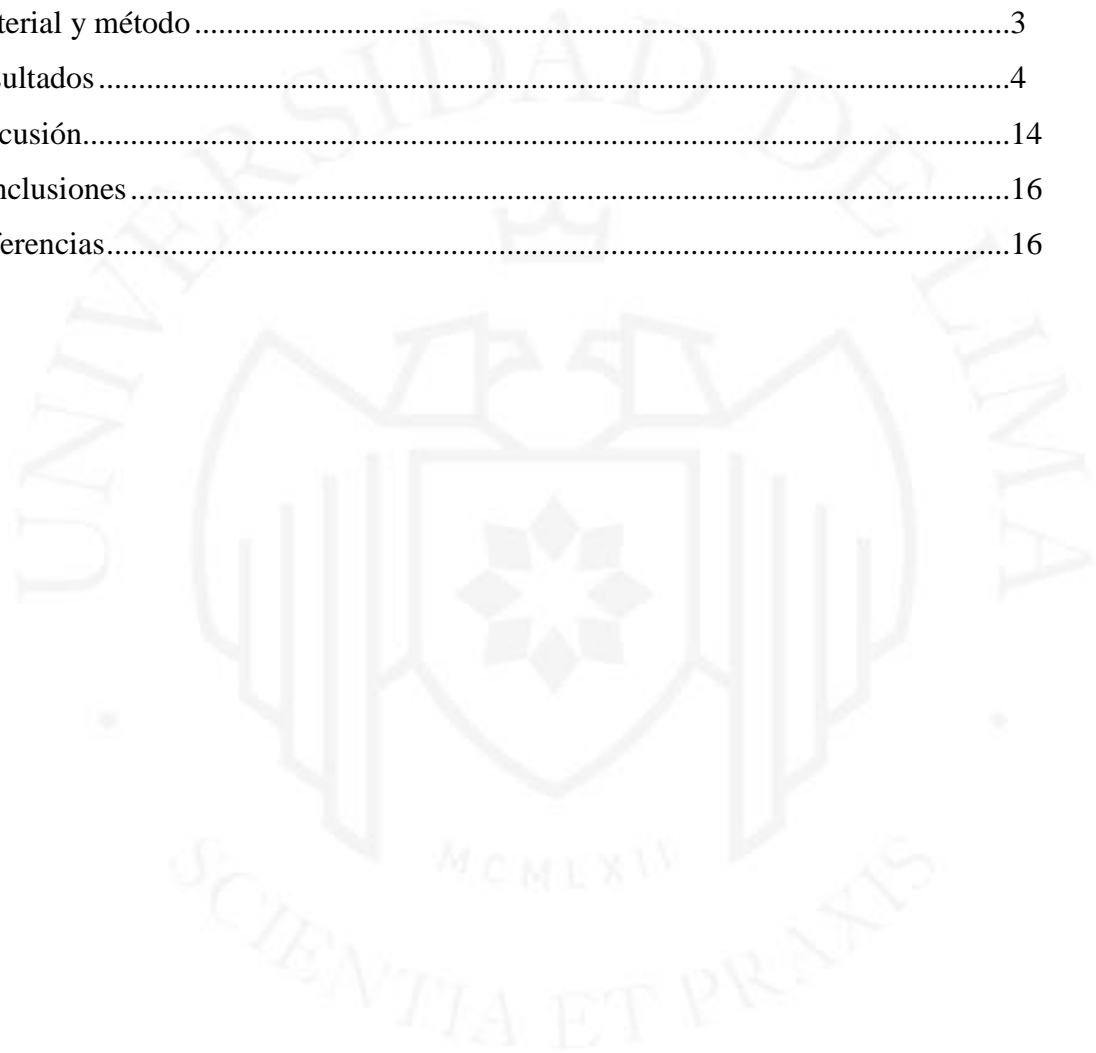 terial y método ........................................................................................................3
sultados ....................................................................................................................4
cusión.......................................................................................................................14
nclusiones ................................................................................................................16
ferencias...................................................................................................................16
UNIVERSIDAD DE LIMA
MCMLXII
SCIENTIA ET PRAXIS